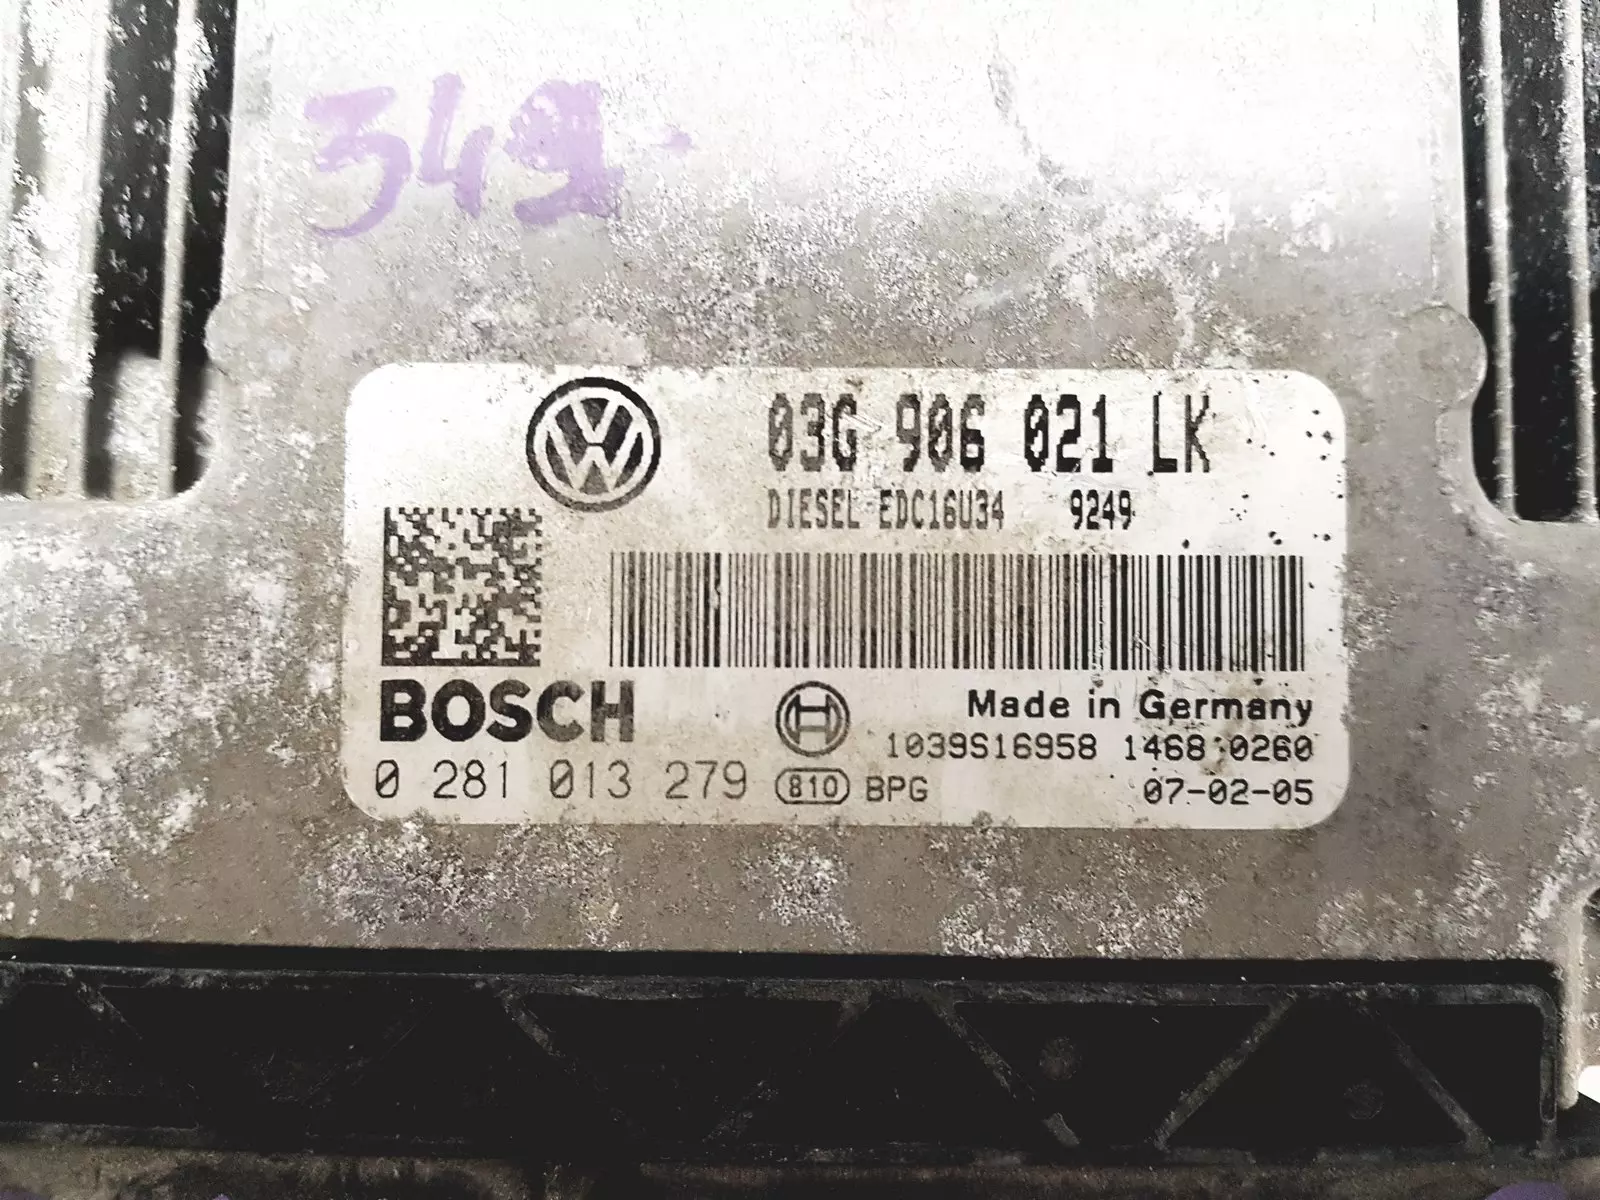 349
03G 906 021 LK
DIESEL EDC16U34 9249
BOSCH
Made in Germany
1039S16958 1468 0260
0 281 013 279 810 BPG 07-02-05